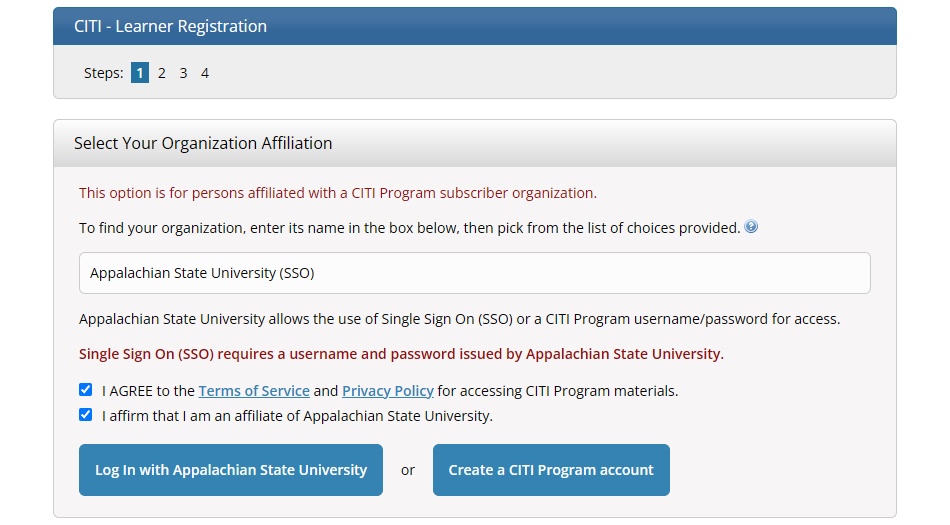 CITI - Learner Registration
Steps: 1 2 3 4
Select Your Organization Affiliation
This option is for persons affiliated with a CITI Program subscriber organization.
To find your organization, enter its name in the box below, then pick from the list of choices provided. ?
Appalachian State University (SSO)
Appalachian State University allows the use of Single Sign On (SSO) or a CITI Program username/password for access.
Single Sign On (SSO) requires a username and password issued by Appalachian State University.
I AGREE to the Terms of Service and Privacy Policy for accessing CITI Program materials.
I affirm that I am an affiliate of Appalachian State University.
Log In with Appalachian State University or Create a CITI Program account